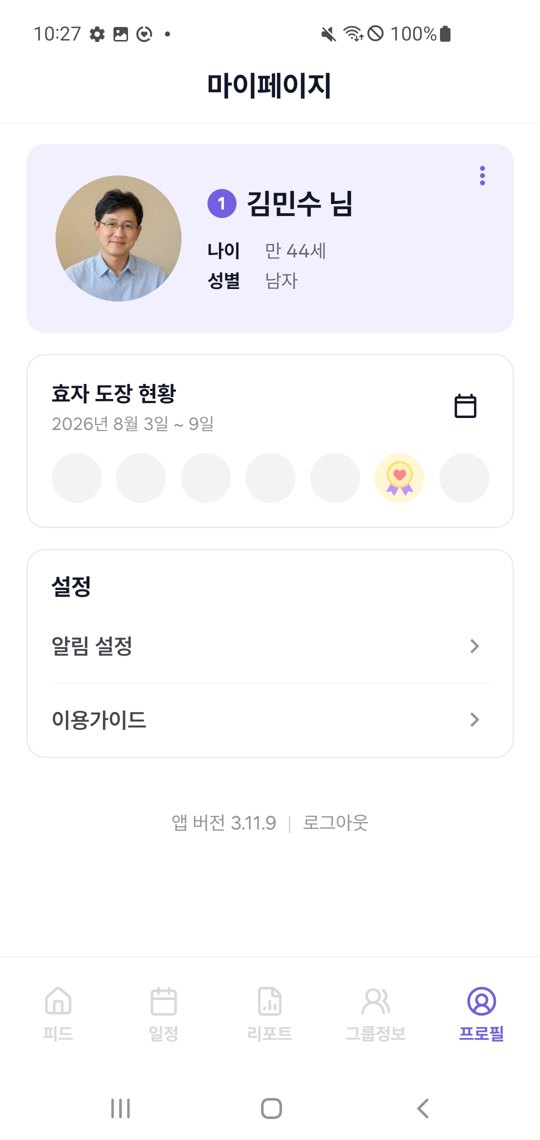 10:27
100%
마이페이지
1 김민수 님
나이 만 44세
성별 남자
효자 도장 현황
2026년 8월 3일 ~ 9일
설정
알림 설정
이용가이드
앱 버전 3.11.9 | 로그아웃
피드 일정 리포트 그룹정보 프로필